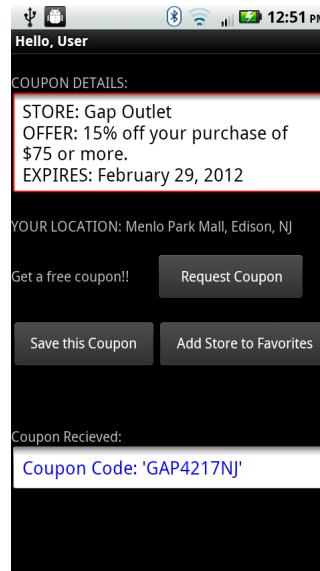 12:51 PM
Hello, User
COUPON DETAILS:
STORE: Gap Outlet
OFFER: 15% off your purchase of
$75 or more.
EXPIRES: February 29, 2012
YOUR LOCATION: Menlo Park Mall, Edison, NJ
Get a free coupon!!
Request Coupon
Save this Coupon
Add Store to Favorites
Coupon Recieved:
Coupon Code: 'GAP4217NJ'